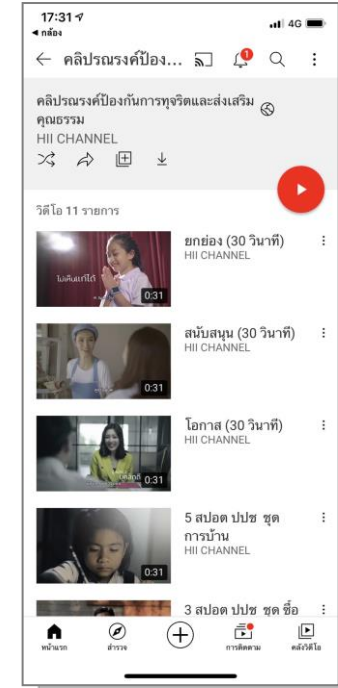 17:31
4G
◀ กล้อง
คลิปรณรงค์ป้อง...
1
คลิปรณรงค์ป้องกันการทุจริตและส่งเสริม
คุณธรรม
HII CHANNEL
วิดีโอ 11 รายการ
ยกย่อง (30 วินาที)
HII CHANNEL
ไม่คืนแก้ได้
0:31
สนับสนุน (30 วินาที)
HII CHANNEL
0:31
โอกาส (30 วินาที)
HII CHANNEL
0:31
5 สปอต ปปช ชุด
การบ้าน
HII CHANNEL
0:31
3 สปอต ปปช ชุด ซื้อ
หน้าแรก
สำรวจ
การติดตาม
คลังวิดีโอ